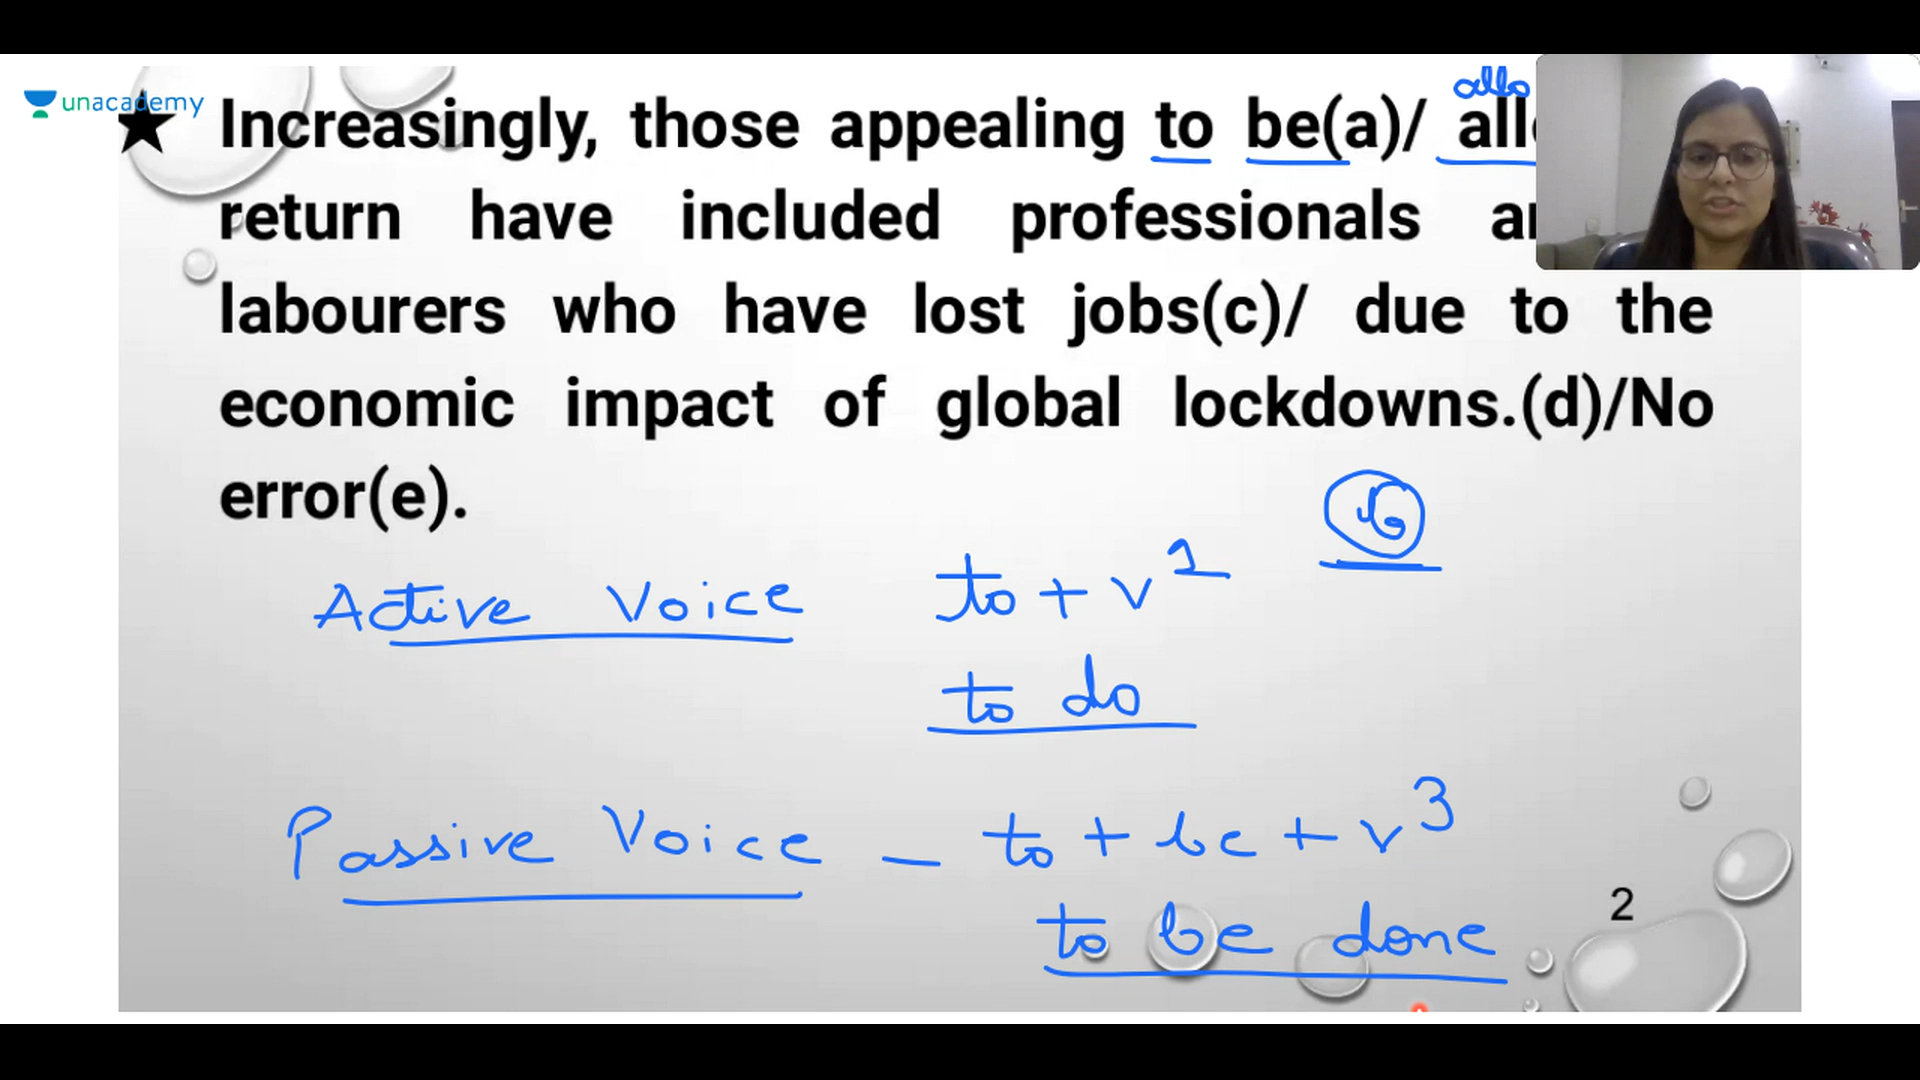 unacademy
Increasingly, those appealing to be(a)/
return have included professionals
labourers who have lost jobs(c)/ due to the
economic impact of global lockdowns.(d)/No
error(e).
b
Active Voice to + v1
to do
Passive Voice – to + be + v3
to be done
2